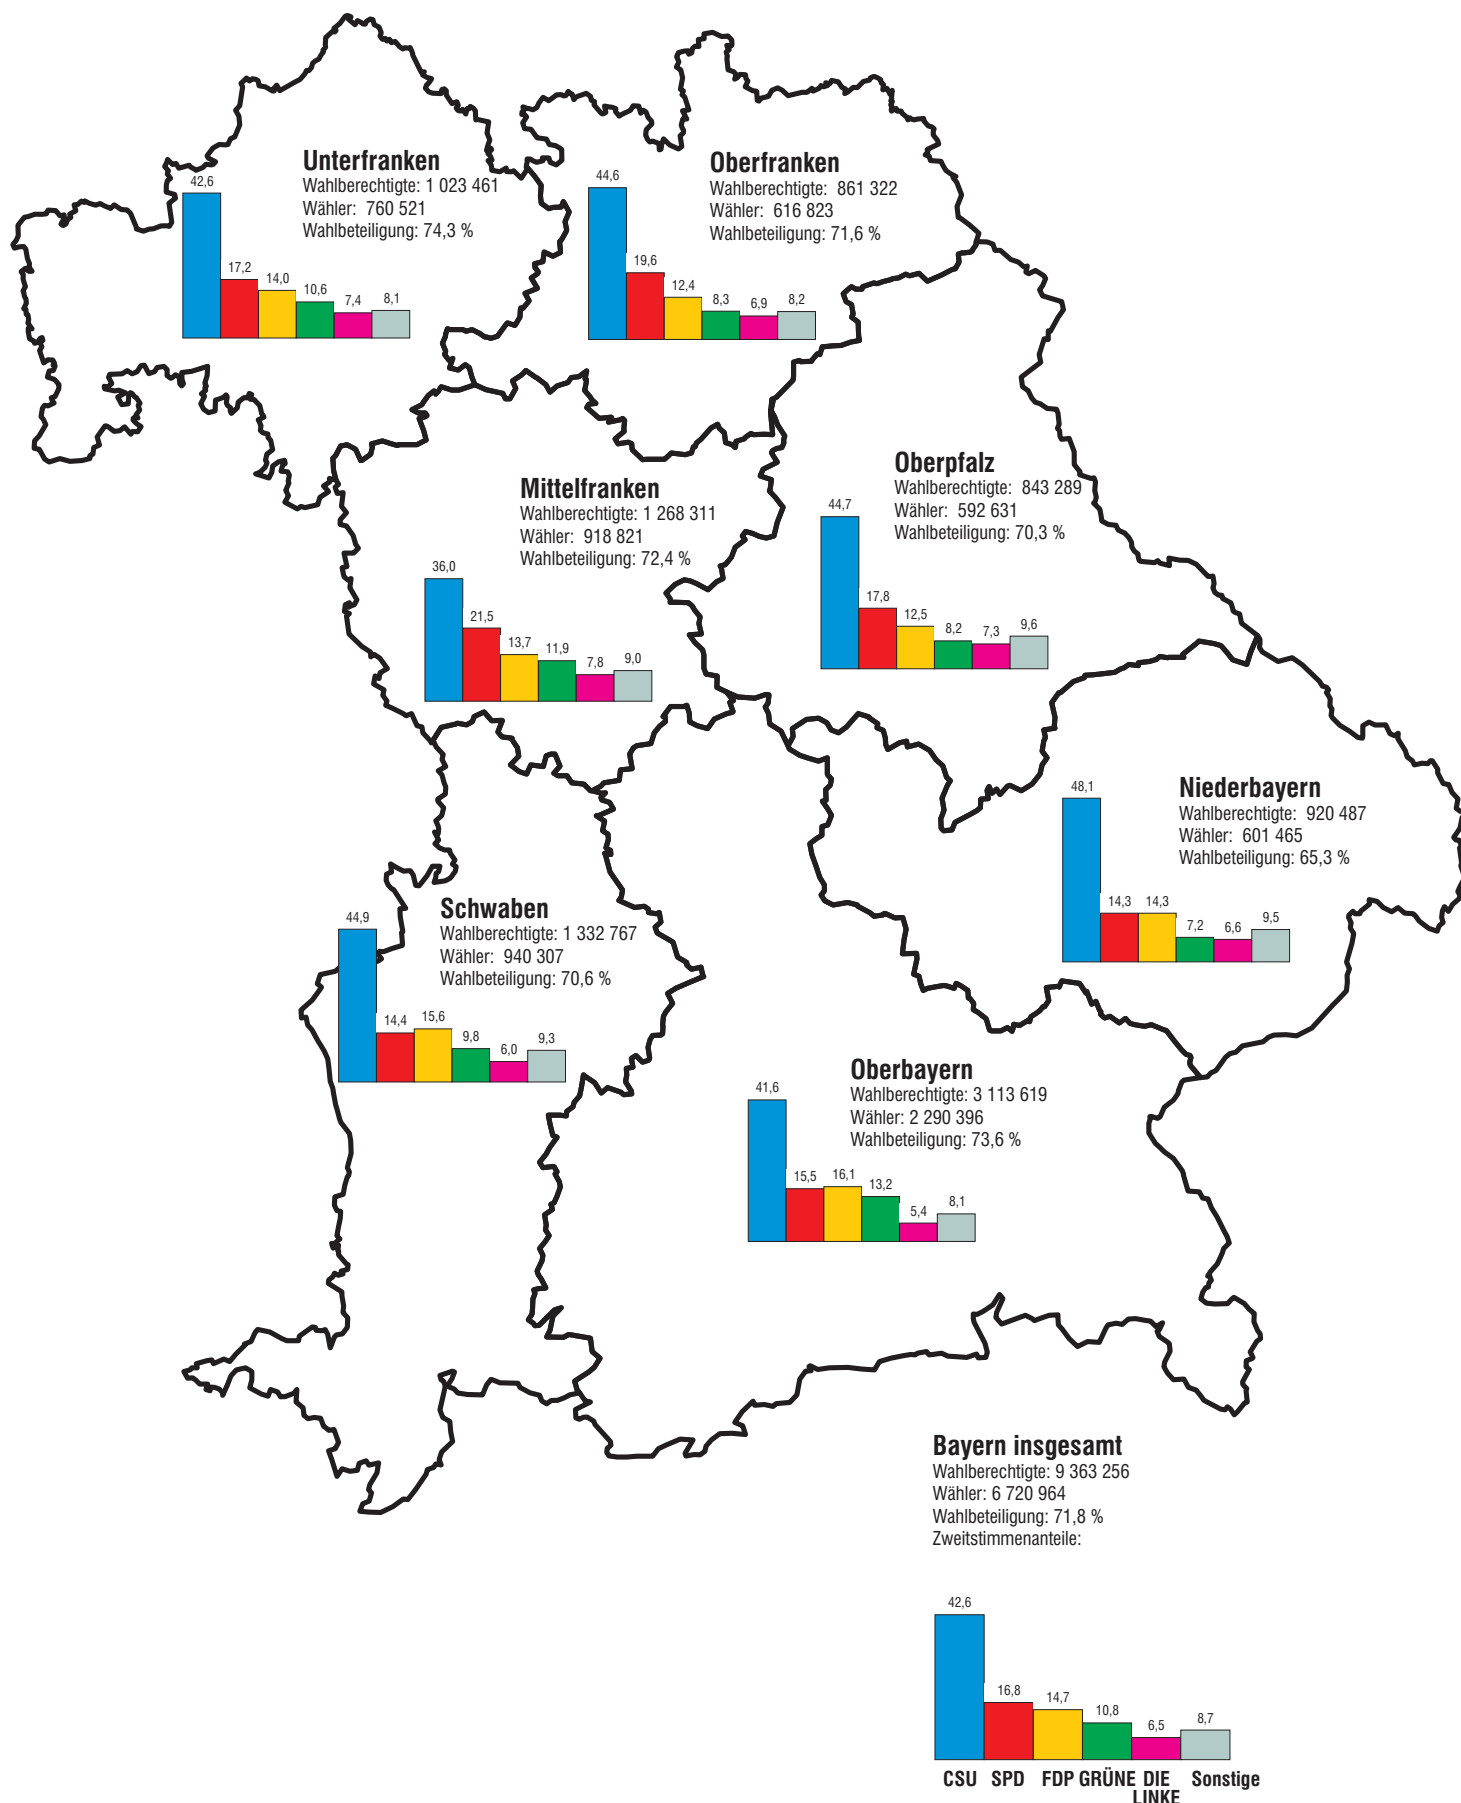 Unterfranken
Wahlberechtigte: 1 023 461
Wähler: 760 521
Wahlbeteiligung: 74,3 %
42,6
17,2
14,0
10,6
7,4
8,1
Oberfranken
Wahlberechtigte: 861 322
Wähler: 616 823
Wahlbeteiligung: 71,6 %
44,6
19,6
12,4
8,3
6,9
8,2
Mittelfranken
Wahlberechtigte: 1 268 311
Wähler: 918 821
Wahlbeteiligung: 72,4 %
36,0
21,5
13,7
11,9
7,8
9,0
Oberpfalz
Wahlberechtigte: 843 289
Wähler: 592 631
Wahlbeteiligung: 70,3 %
44,7
17,8
12,5
8,2
7,3
9,6
Niederbayern
Wahlberechtigte: 920 487
Wähler: 601 465
Wahlbeteiligung: 65,3 %
48,1
14,3
14,3
7,2
6,6
9,5
Schwaben
Wahlberechtigte: 1 332 767
Wähler: 940 307
Wahlbeteiligung: 70,6 %
44,9
14,4
15,6
9,8
6,0
9,3
Oberbayern
Wahlberechtigte: 3 113 619
Wähler: 2 290 396
Wahlbeteiligung: 73,6 %
41,6
15,5
16,1
13,2
5,4
8,1
Bayern insgesamt
Wahlberechtigte: 9 363 256
Wähler: 6 720 964
Wahlbeteiligung: 71,8 %
Zweitstimmenanteile:
42,6
16,8
14,7
10,8
6,5
8,7
CSU SPD FDP GRÜNE DIE Sonstige
LINKE